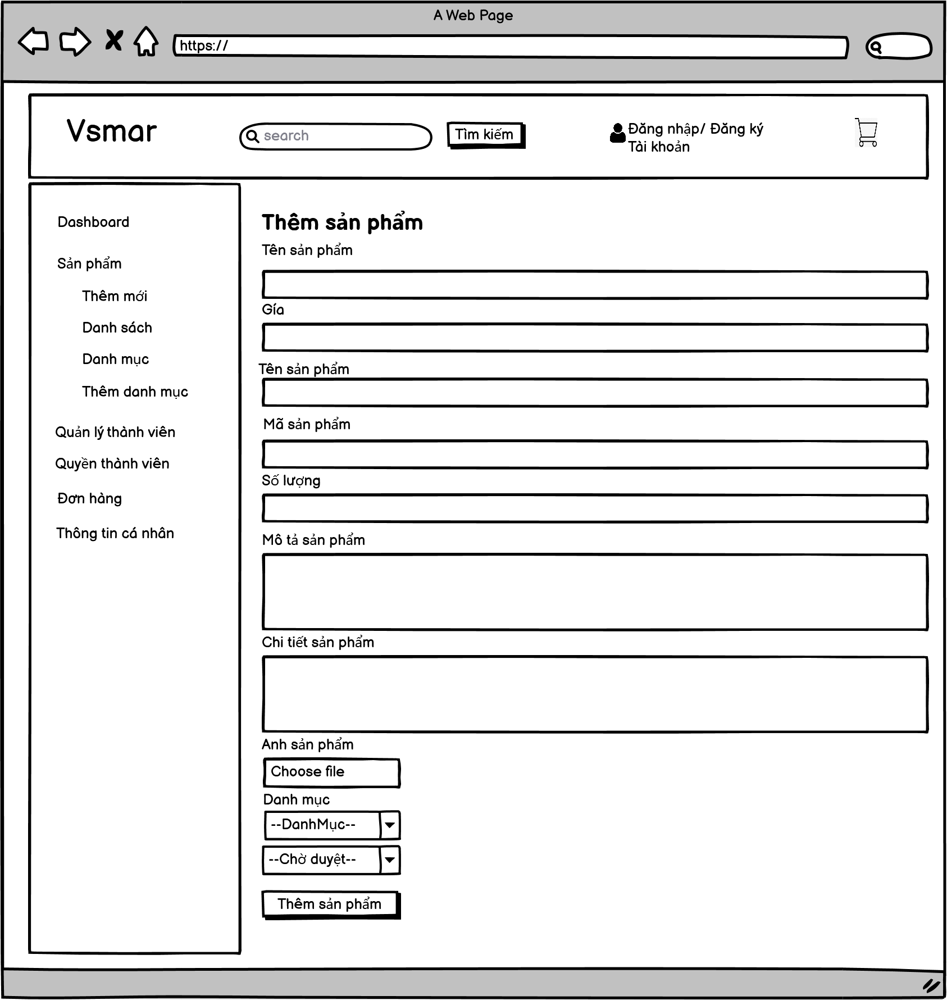 A Web Page
https://
Vsmar
search
Tìm kiếm
Đăng nhập/ Đăng ký
Tài khoản
Dashboard
Sản phẩm
Thêm mới
Danh sách
Danh mục
Thêm danh mục
Quản lý thành viên
Quyền thành viên
Đơn hàng
Thông tin cá nhân
Thêm sản phẩm
Tên sản phẩm
Gía
Tên sản phẩm
Mã sản phẩm
Số lượng
Mô tả sản phẩm
Chi tiết sản phẩm
Anh sản phẩm
Choose file
Danh mục
--DanhMục--
--Chờ duyệt--
Thêm sản phẩm